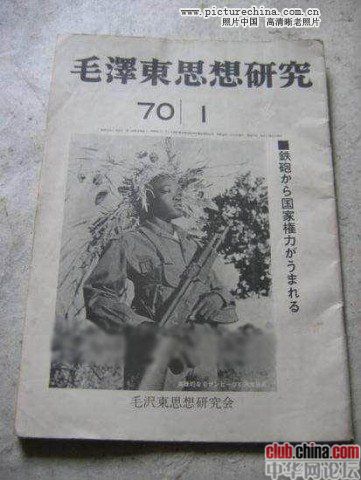 www.picturechina.com.cn
照片中国 高清晰老照片
毛澤東思想研究
70 | 1
■鉄砲から国家権力がうまれる
毛沢東思想研究会
club.china.com
中华网论坛